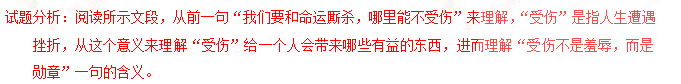 试题分析：阅读所示文段，从前一句“我们要和命运厮杀，哪里能不受伤”来理解，“受伤”是指人生遭遇
挫折，从这个意义来理解“受伤”给一个人会带来哪些有益的东西，进而理解“受伤不是羞辱，而是
勋章”一句的含义。